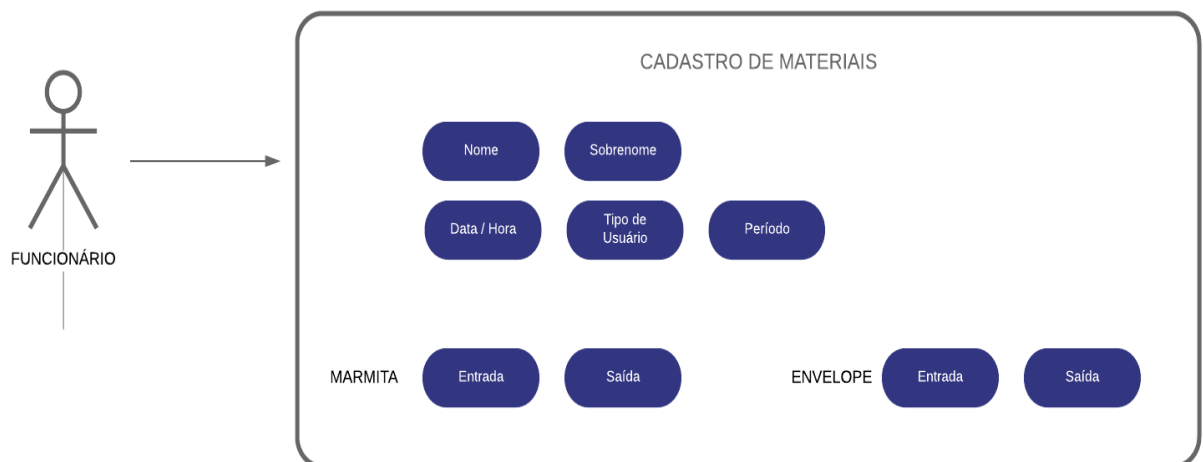 CADASTRO DE MATERIAIS
Nome
Sobrenome
Data / Hora
Tipo de
Usuário
Período
FUNCIONÁRIO
MARMITA
Entrada
Saída
ENVELOPE
Entrada
Saída